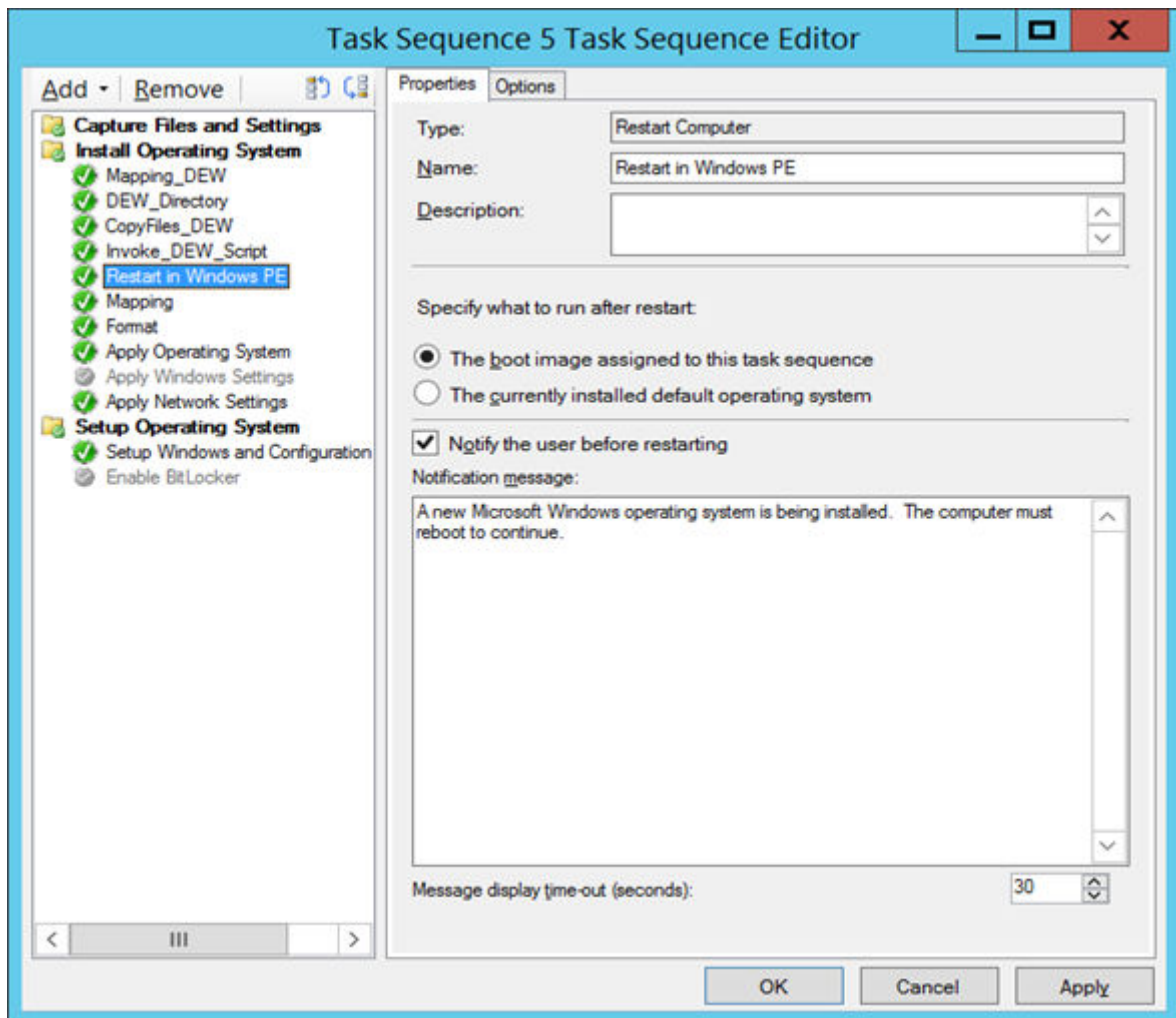 Task Sequence 5 Task Sequence Editor
X
Add
Remove
Capture Files and Settings
Install Operating System
Mapping_DEW
DEW_Directory
CopyFiles_DEW
Invoke_DEW_Script
Restart in Windows PE
Mapping
Format
Apply Operating System
Apply Windows Settings
Apply Network Settings
Setup Operating System
Setup Windows and Configuration
Enable BitLocker
Properties
Options
Type:
Restart Computer
Name:
Restart in Windows PE
Description:
Specify what to run after restart:
The boot image assigned to this task sequence
The currently installed default operating system
Notify the user before restarting
Notification message:
A new Microsoft Windows operating system is being installed.  The computer must
reboot to continue.
Message display time-out (seconds):
30
OK
Cancel
Apply